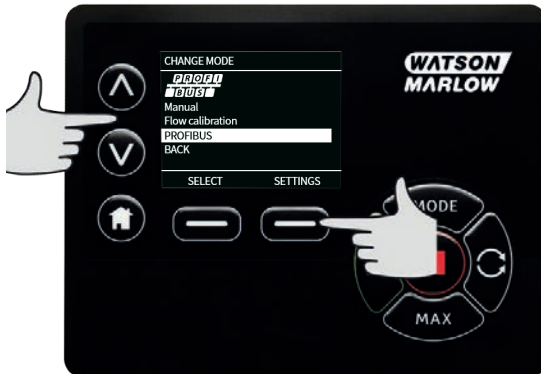 CHANGE MODE
PROFI
BUS
Manual
Flow calibration
PROFIBUS
BACK
SELECT SETTINGS
WATSON
MARLOW
MODE
MAX